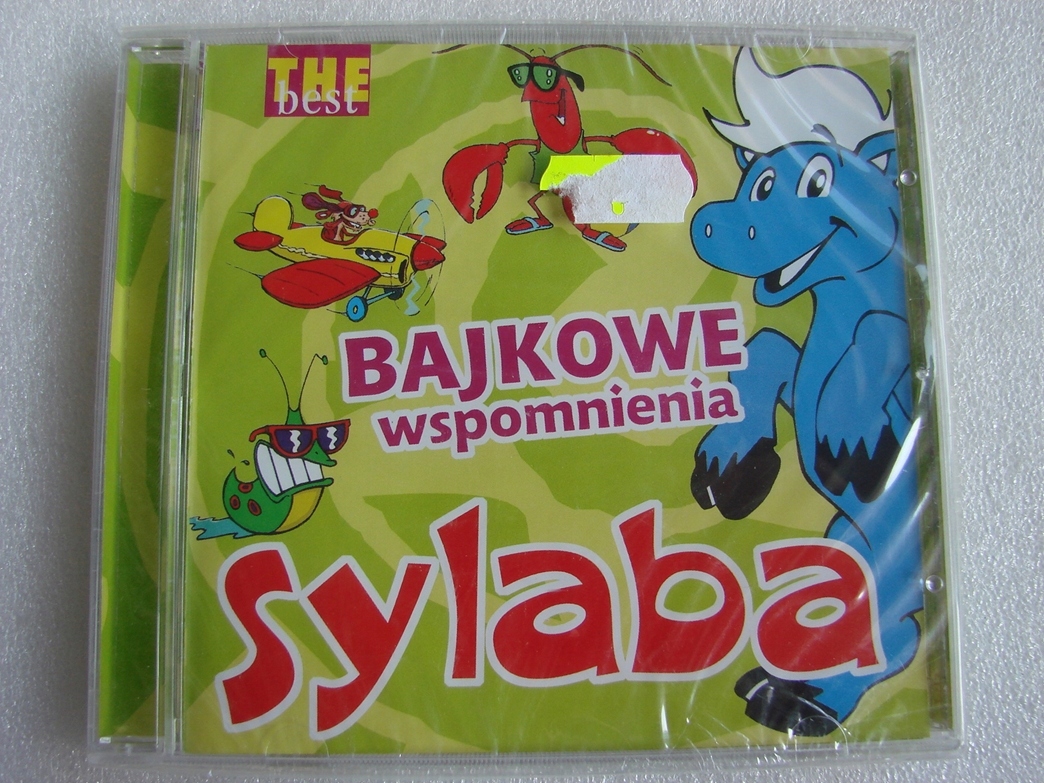 THE
best
BAJKOWE
wspomnienia
sylaba